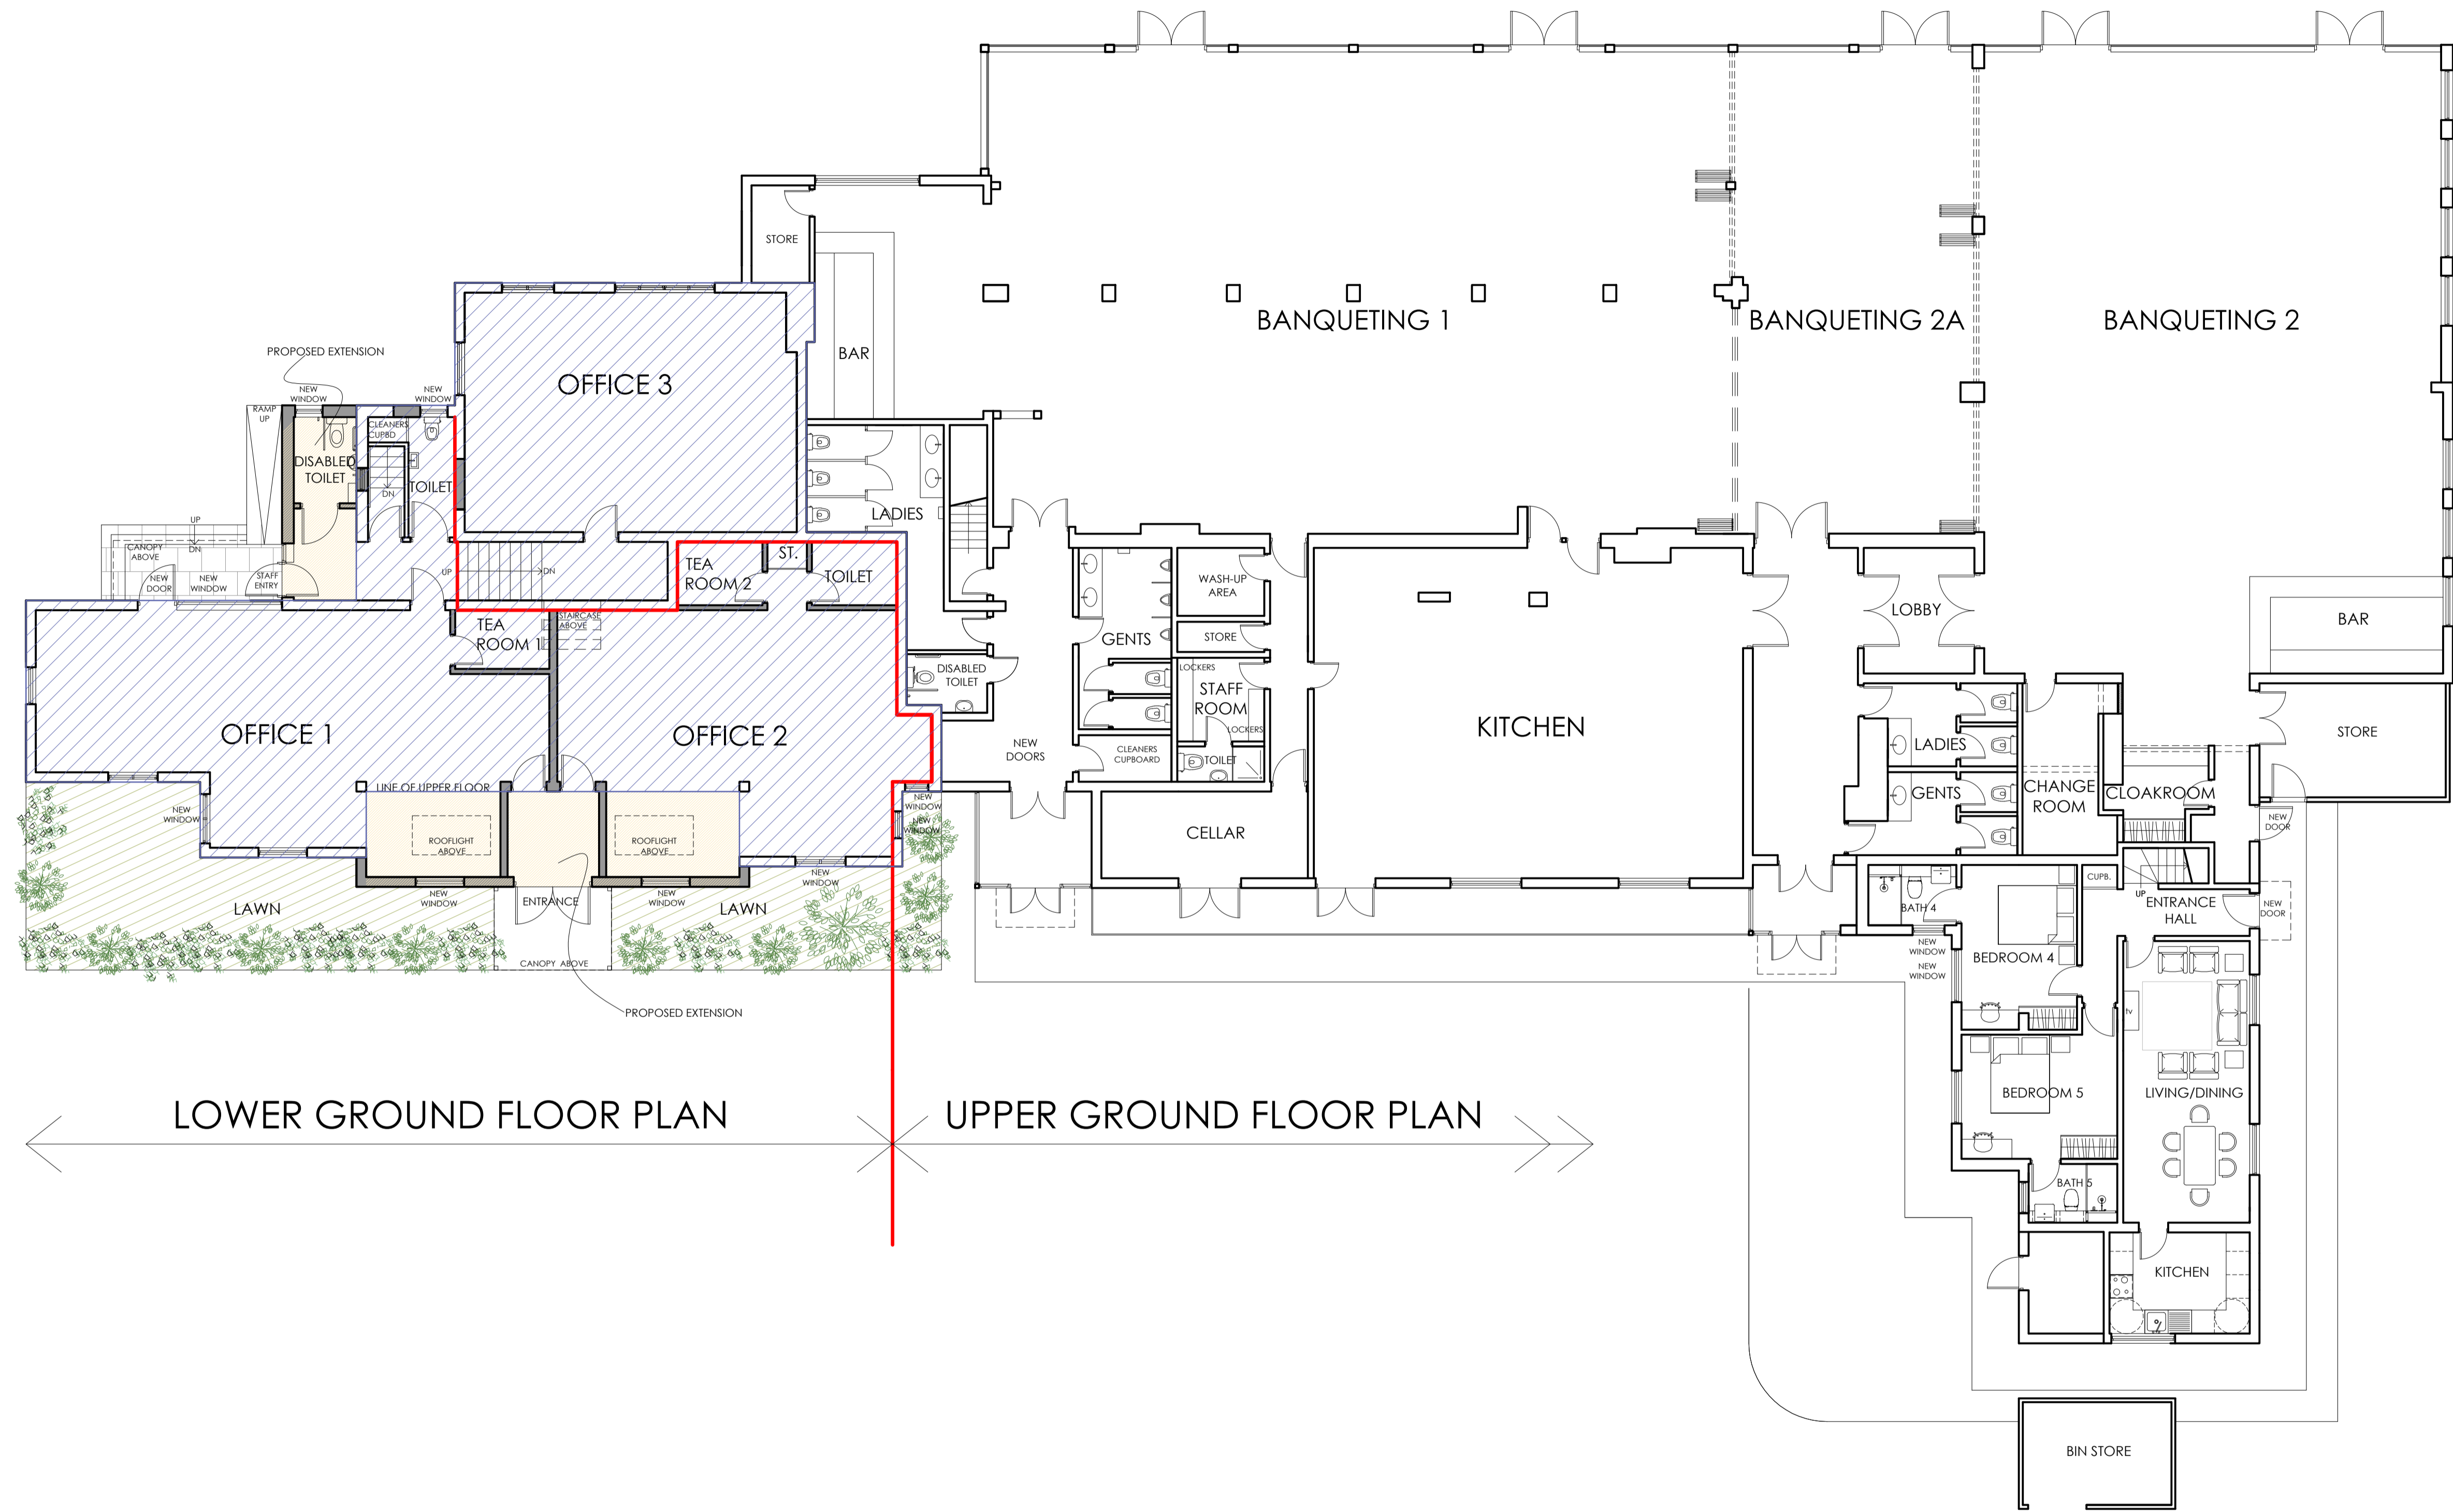 STORE
BANQUETING 1
BANQUETING 2A
BANQUETING 2
BAR
PROPOSED EXTENSION
OFFICE 3
NEW
WINDOW
NEW
WINDOW
RAMP
UP
CLEANERS
CUPBD
DISABLED
TOILET
DN
TOILET
LADIES
UP
DN
CANOPY
ABOVE
NEW
DOOR
NEW
WINDOW
STAFF
ENTRY
UP
DN
TEA
ROOM 2
ST.
TOILET
TEA
ROOM 1
STAIRCASE
ABOVE
WASH-UP
AREA
GENTS
STORE
LOBBY
BAR
DISABLED
TOILET
LOCKERS
STAFF
ROOM
LOCKERS
TOILET
OFFICE 1
OFFICE 2
NEW
DOORS
CLEANERS
CUPBOARD
KITCHEN
LADIES
STORE
LINE OF UPPER FLOOR
NEW
WINDOW
NEW
WINDOW
NEW
WINDOW
GENTS
CHANGE
ROOM
CLOAKROOM
NEW
DOOR
CELLAR
ROOFLIGHT
ABOVE
ROOFLIGHT
ABOVE
NEW
WINDOW
NEW
WINDOW
NEW
WINDOW
LAWN
ENTRANCE
LAWN
CANOPY ABOVE
PROPOSED EXTENSION
CUPB.
UP
BATH 4
ENTRANCE
HALL
NEW
DOOR
NEW
WINDOW
NEW
WINDOW
BEDROOM 4
tv
BEDROOM 5
LIVING/DINING
LOWER GROUND FLOOR PLAN
UPPER GROUND FLOOR PLAN
BATH 5
KITCHEN
BIN STORE